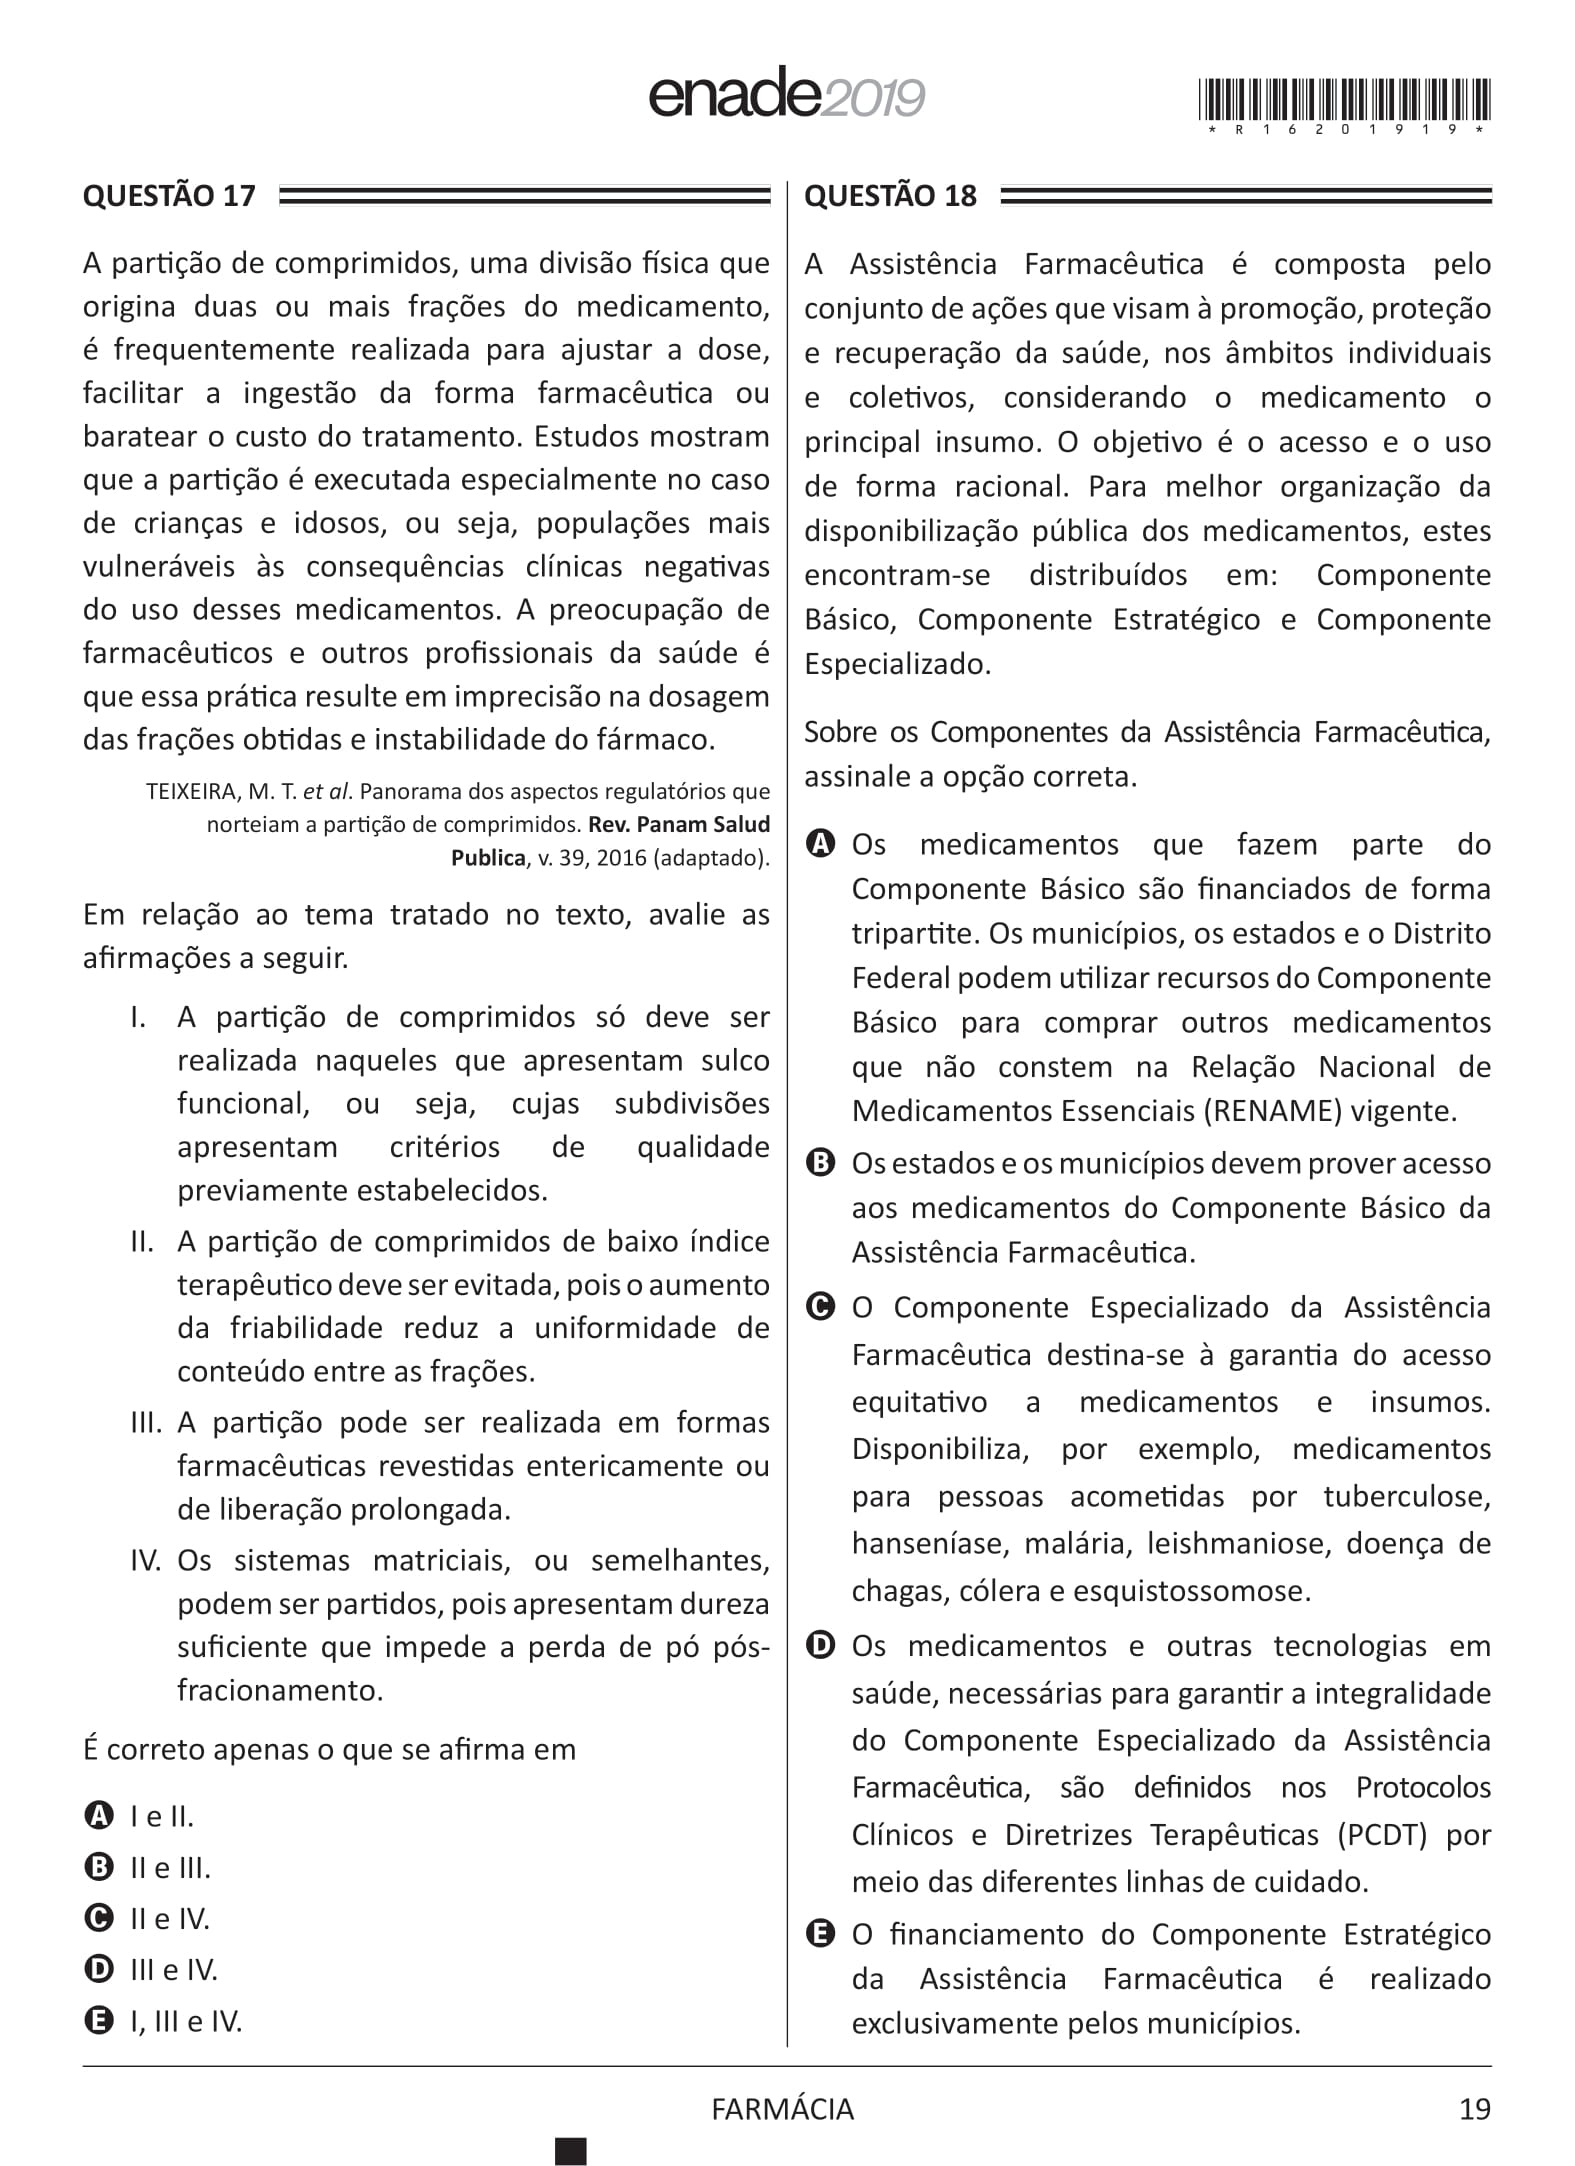 enade2019
*R16201919*
QUESTÃO 17
A partição de comprimidos, uma divisão física que
origina duas ou mais frações do medicamento,
é frequentemente realizada para ajustar a dose,
facilitar a ingestão da forma farmacêutica ou
baratear o custo do tratamento. Estudos mostram
que a partição é executada especialmente no caso
de crianças e idosos, ou seja, populações mais
vulneráveis às consequências clínicas negativas
do uso desses medicamentos. A preocupação de
farmacêuticos e outros profissionais da saúde é
que essa prática resulte em imprecisão na dosagem
das frações obtidas e instabilidade do fármaco.
TEIXEIRA, M. T. et al. Panorama dos aspectos regulatórios que
norteiam a partição de comprimidos. Rev. Panam Salud
Publica, v. 39, 2016 (adaptado).
Em relação ao tema tratado no texto, avalie as
afirmações a seguir.
I. A partição de comprimidos só deve ser
realizada naqueles que apresentam sulco
funcional, ou seja, cujas subdivisões
apresentam critérios de qualidade
previamente estabelecidos.
II. A partição de comprimidos de baixo índice
terapêutico deve ser evitada, pois o aumento
da friabilidade reduz a uniformidade de
conteúdo entre as frações.
III. A partição pode ser realizada em formas
farmacêuticas revestidas entericamente ou
de liberação prolongada.
IV. Os sistemas matriciais, ou semelhantes,
podem ser partidos, pois apresentam dureza
suficiente que impede a perda de pó pós-
fracionamento.
É correto apenas o que se afirma em
A I e II.
B II e III.
C II e IV.
D III e IV.
E I, III e IV.
QUESTÃO 18
A Assistência Farmacêutica é composta pelo
conjunto de ações que visam à promoção, proteção
e recuperação da saúde, nos âmbitos individuais
e coletivos, considerando o medicamento o
principal insumo. O objetivo é o acesso e o uso
de forma racional. Para melhor organização da
disponibilização pública dos medicamentos, estes
encontram-se distribuídos em: Componente
Básico, Componente Estratégico e Componente
Especializado.
Sobre os Componentes da Assistência Farmacêutica,
assinale a opção correta.
A Os medicamentos que fazem parte do
Componente Básico são financiados de forma
tripartite. Os municípios, os estados e o Distrito
Federal podem utilizar recursos do Componente
Básico para comprar outros medicamentos
que não constem na Relação Nacional de
Medicamentos Essenciais (RENAME) vigente.
B Os estados e os municípios devem prover acesso
aos medicamentos do Componente Básico da
Assistência Farmacêutica.
C O Componente Especializado da Assistência
Farmacêutica destina-se à garantia do acesso
equitativo a medicamentos e insumos.
Disponibiliza, por exemplo, medicamentos
para pessoas acometidas por tuberculose,
hanseníase, malária, leishmaniose, doença de
chagas, cólera e esquistossomose.
D Os medicamentos e outras tecnologias em
saúde, necessárias para garantir a integralidade
do Componente Especializado da Assistência
Farmacêutica, são definidos nos Protocolos
Clínicos e Diretrizes Terapêuticas (PCDT) por
meio das diferentes linhas de cuidado.
E O financiamento do Componente Estratégico
da Assistência Farmacêutica é realizado
exclusivamente pelos municípios.
FARMÁCIA
19